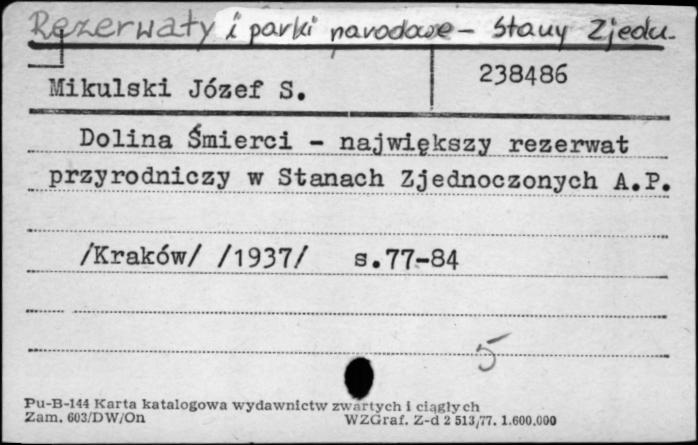 Rezerwaty i parki narodowe - Stany Zjedn.
Mikulski Józef S.
238486
Dolina Śmierci - największy rezerwat
przyrodniczy w Stanach Zjednoczonych A.P.
/Kraków/ /1937/ s.77-84
5
Pu-B-144 Karta katalogowa wydawnictw zwartych i ciągłych
Zam. 603/DW/On WZGraf. Z-d 2 513/77. 1.600.000